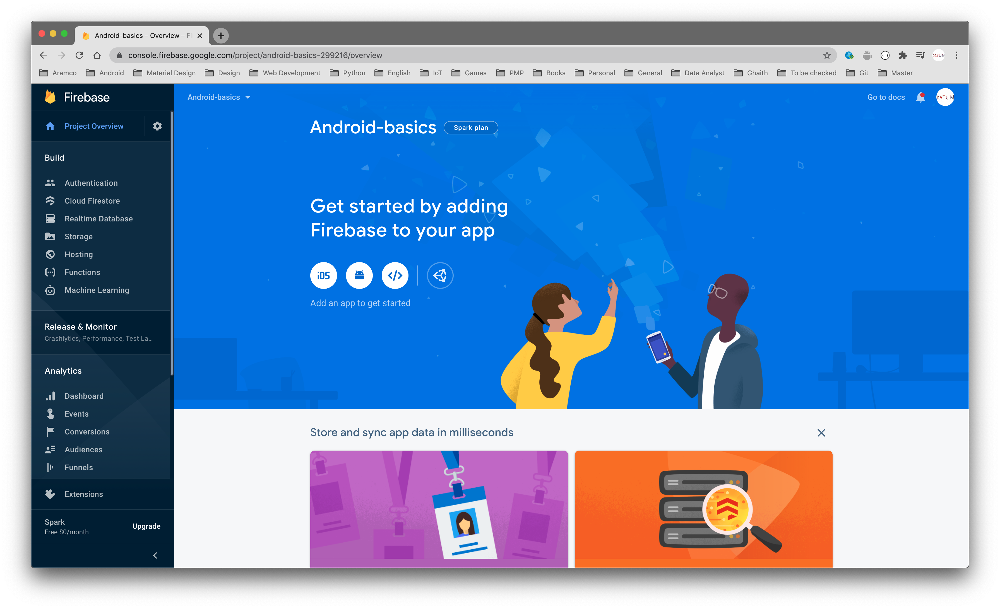 Android-basics – Overview – Fi
console.firebase.google.com/project/android-basics-299216/overview
DATUM
Aramco Android Material Design Design Web Development Python English IoT Games PMP Books Personal General Data Analyst Ghaith To be checked Git Master
Firebase
Android-basics
Go to docs
DATUM
Project Overview
Android-basics
Spark plan
Build
Authentication
Cloud Firestore
Realtime Database
Storage
Hosting
Functions
Machine Learning
Get started by adding
Firebase to your app
iOS
Add an app to get started
Release & Monitor
Crashlytics, Performance, Test La...
Analytics
Dashboard
Events
Conversions
Audiences
Funnels
Extensions
Spark
Free $0/month
Upgrade
Store and sync app data in milliseconds